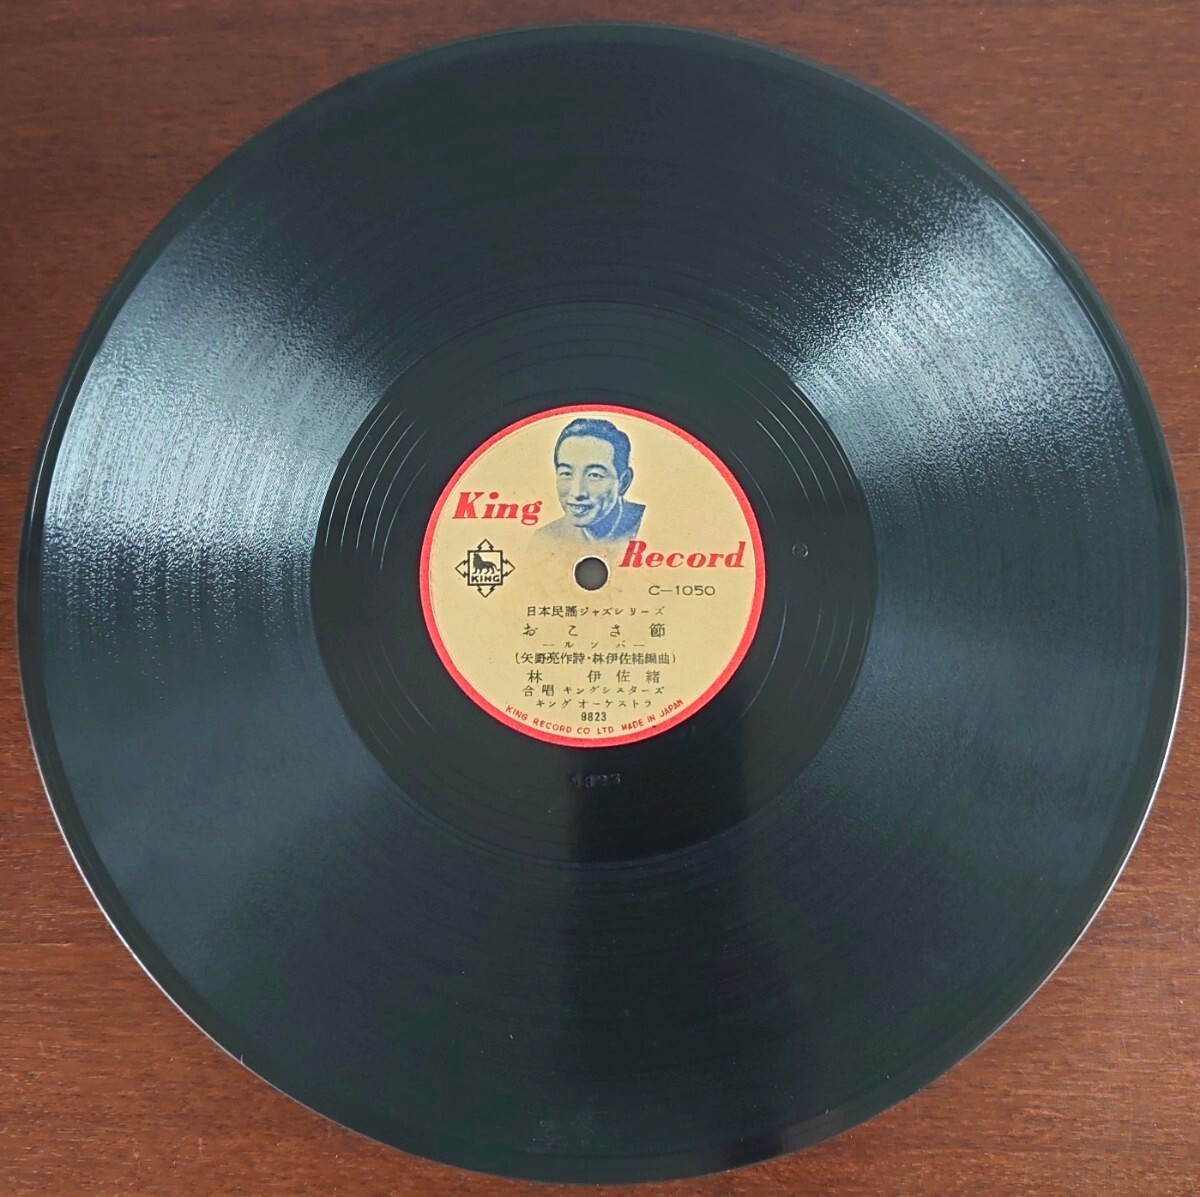 King
Record
KING
C-1050
日本民謡ジャズシリーズ
おこさ節
—ルンバ—
(矢野亮作詩・林伊佐緒編曲)
林 伊佐緒
合唱 キングシスターズ
キングオーケストラ
9823
KING RECORD CO LTD. MADE IN JAPAN